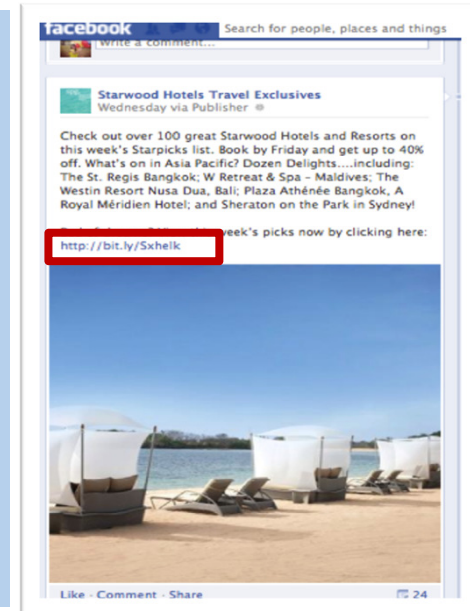 facebook
Search for people, places and things
Write a comment...
Starwood Hotels Travel Exclusives
Wednesday via Publisher
Check out over 100 great Starwood Hotels and Resorts on
this week's Starpicks list. Book by Friday and get up to 40%
off. What's on in Asia Pacific? Dozen Delights....including:
The St. Regis Bangkok; W Retreat & Spa – Maldives; The
Westin Resort Nusa Dua, Bali; Plaza Athénée Bangkok, A
Royal Méridien Hotel; and Sheraton on the Park in Sydney!
week's picks now by clicking here:
http://bit.ly/Sxhelk
Like · Comment · Share
24